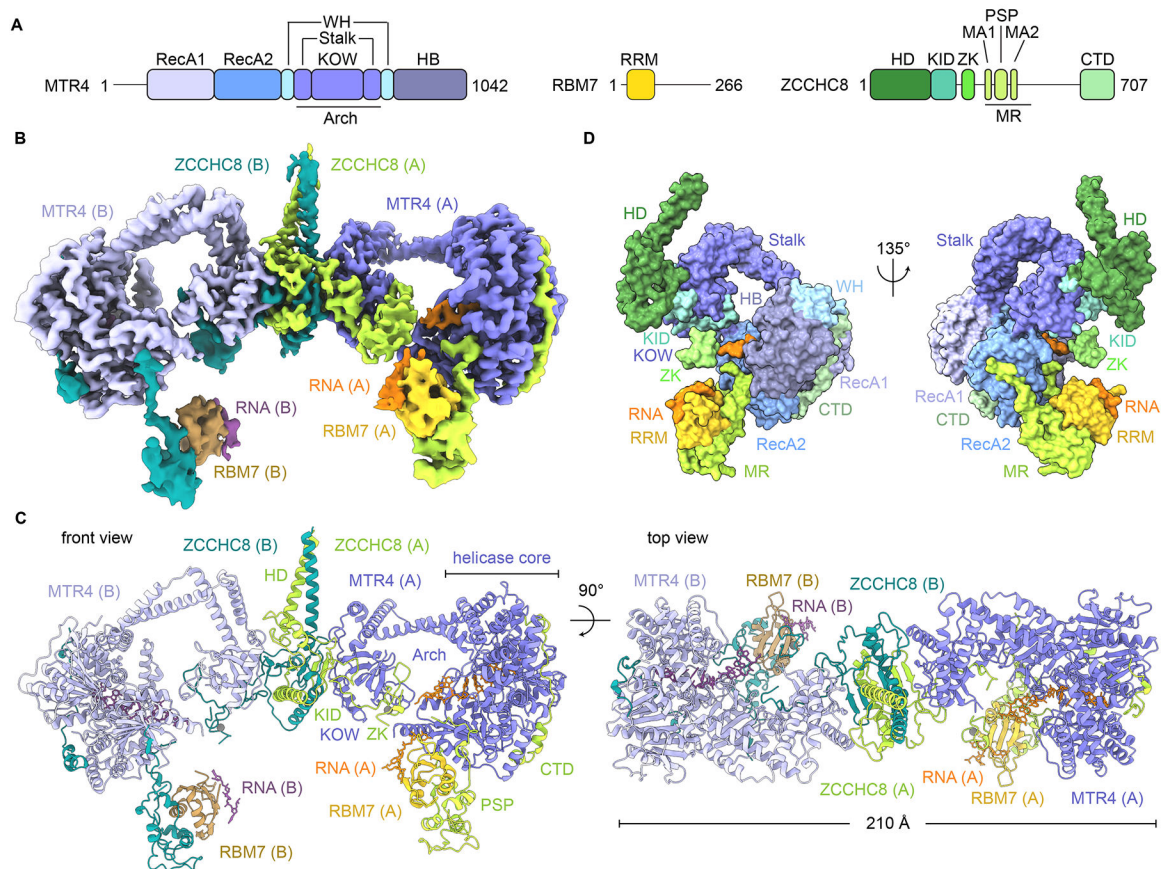 A
WH
Stalk
RecA1 RecA2 KOW HB
MTR4 1 1042
Arch
RRM
RBM7 1 266
PSP
MA1 MA2
HD KID ZK CTD
ZCCHC8 1 707
MR
B
ZCCHC8 (B) ZCCHC8 (A)
MTR4 (B) MTR4 (A)
RNA (A)
RNA (B)
RBM7 (A)
RBM7 (B)
D
HD HD
Stalk
135°
HB WH
KID KID
KOW
ZK ZK
RecA1 RecA1
RNA CTD CTD RNA
RRM RecA2 RecA2 RRM
MR MR
C
front view
ZCCHC8 (B) ZCCHC8 (A) helicase core
HD
MTR4 (B) MTR4 (A)
Arch
KID
KOW ZK
RNA (A) CTD
RNA (B)
RBM7 (A) PSP
RBM7 (B)
90°
top view
RBM7 (B)
MTR4 (B) ZCCHC8 (B)
RNA (B)
RNA (A)
ZCCHC8 (A) RBM7 (A) MTR4 (A)
210 Å